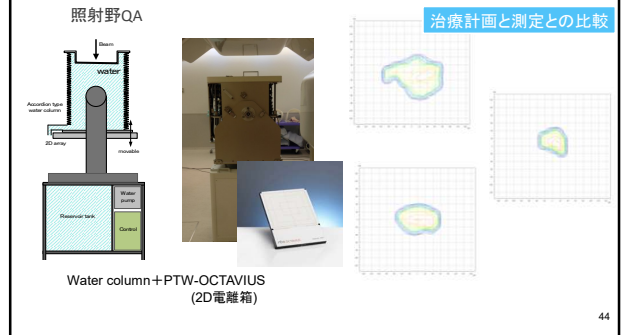 照射野QA
治療計画と測定との比較
Beam
water
Accordion type
water column
2D array
movable
Water
pump
Reservoir tank
Control
Water column＋PTW-OCTAVIUS
(2D電離箱)
44